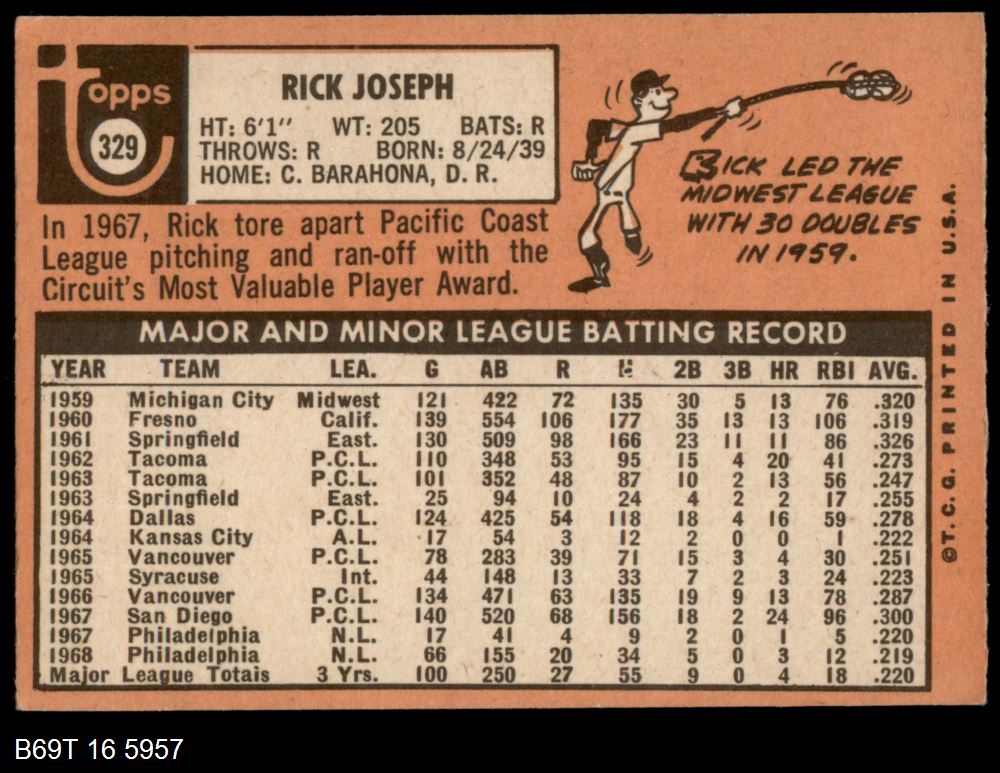 Topps
329
RICK JOSEPH
HT: 6'1" WT: 205 BATS: R
THROWS: R BORN: 8/24/39
HOME: C. BARAHONA, D. R.
In 1967, Rick tore apart Pacific Coast
League pitching and ran-off with the
Circuit's Most Valuable Player Award.
RICK LED THE
MIDWEST LEAGUE
WITH 30 DOUBLES
IN 1959.
MAJOR AND MINOR LEAGUE BATTING RECORD
YEAR TEAM LEA. G AB R H 2B 3B HR RBI AVG.
1959 Michigan City Midwest 121 422 72 135 30 5 13 76 .320
1960 Fresno Calif. 139 554 106 177 35 13 13 106 .319
1961 Springfield East. 130 509 98 166 23 11 11 86 .326
1962 Tacoma P.C.L. 110 348 53 95 15 4 20 41 .273
1963 Tacoma P.C.L. 101 352 48 87 10 2 13 56 .247
1963 Springfield East. 25 94 10 24 4 2 2 17 .255
1964 Dallas P.C.L. 124 425 54 118 18 4 16 59 .278
1964 Kansas City A.L. 17 54 3 12 2 0 0 1 .222
1965 Vancouver P.C.L. 78 283 39 71 15 3 4 30 .251
1965 Syracuse Int. 44 148 13 33 7 2 3 24 .223
1966 Vancouver P.C.L. 134 471 63 135 19 9 13 78 .287
1967 San Diego P.C.L. 140 520 68 156 18 2 24 96 .300
1967 Philadelphia N.L. 17 41 4 9 2 0 1 5 .220
1968 Philadelphia N.L. 66 155 20 34 5 0 3 12 .219
Major League Totals 3 Yrs. 100 250 27 55 9 0 4 18 .220
©T.C.G. PRINTED IN U.S.A.
B69T 16 5957